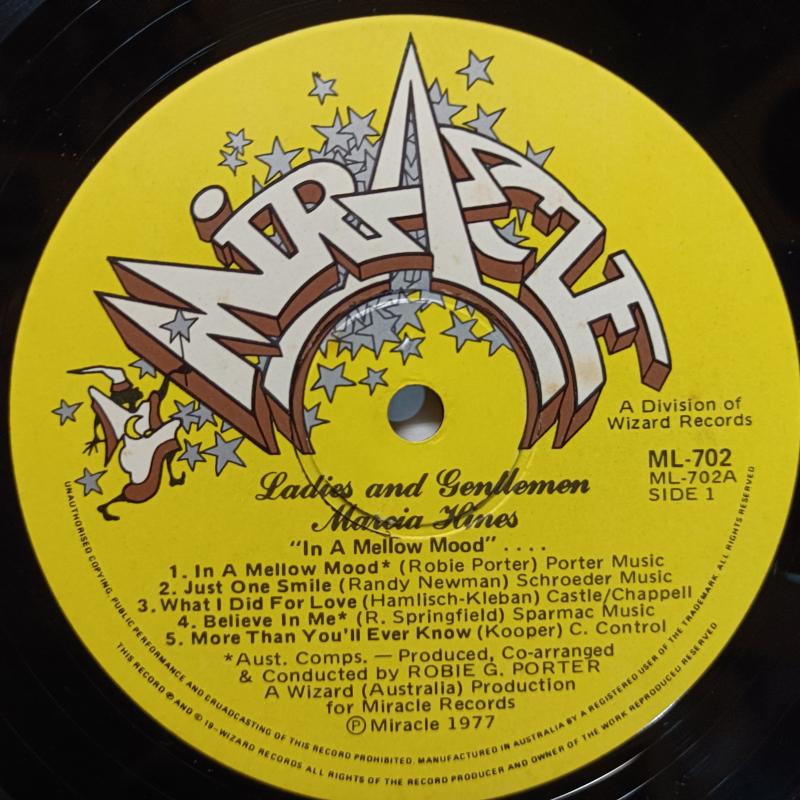 MIRACLE
A Division of
Wizard Records
ML-702
ML-702A
SIDE 1
Ladies and Gentlemen
Marcia Hines
"In A Mellow Mood" . . . .
1. In A Mellow Mood* (Robie Porter) Porter Music
2. Just One Smile (Randy Newman) Schroeder Music
3. What I Did For Love (Hamlisch-Kleban) Castle/Chappell
4. Believe In Me* (R. Springfield) Sparmac Music
5. More Than You'll Ever Know (Kooper) C. Control
*Aust. Comps. — Produced, Co-arranged
& Conducted by ROBIE G. PORTER
A Wizard (Australia) Production
for Miracle Records
Ⓟ Miracle 1977
UNAUTHORISED COPYING, PUBLIC PERFORMANCE AND CRUADCASTING OF THIS RECORD PROHIBITED. MANUFACTURED IN AUSTRALIA BY A REGISTERED USER OF THE TRADEMARK. ALL RIGHTS RESERVED
THIS RECORD Ⓟ AND © 19-WIZARD RECORDS ALL RIGHTS OF THE RECORD PRODUCER AND OWNER OF THE WORK REPRODUCED RESERVED